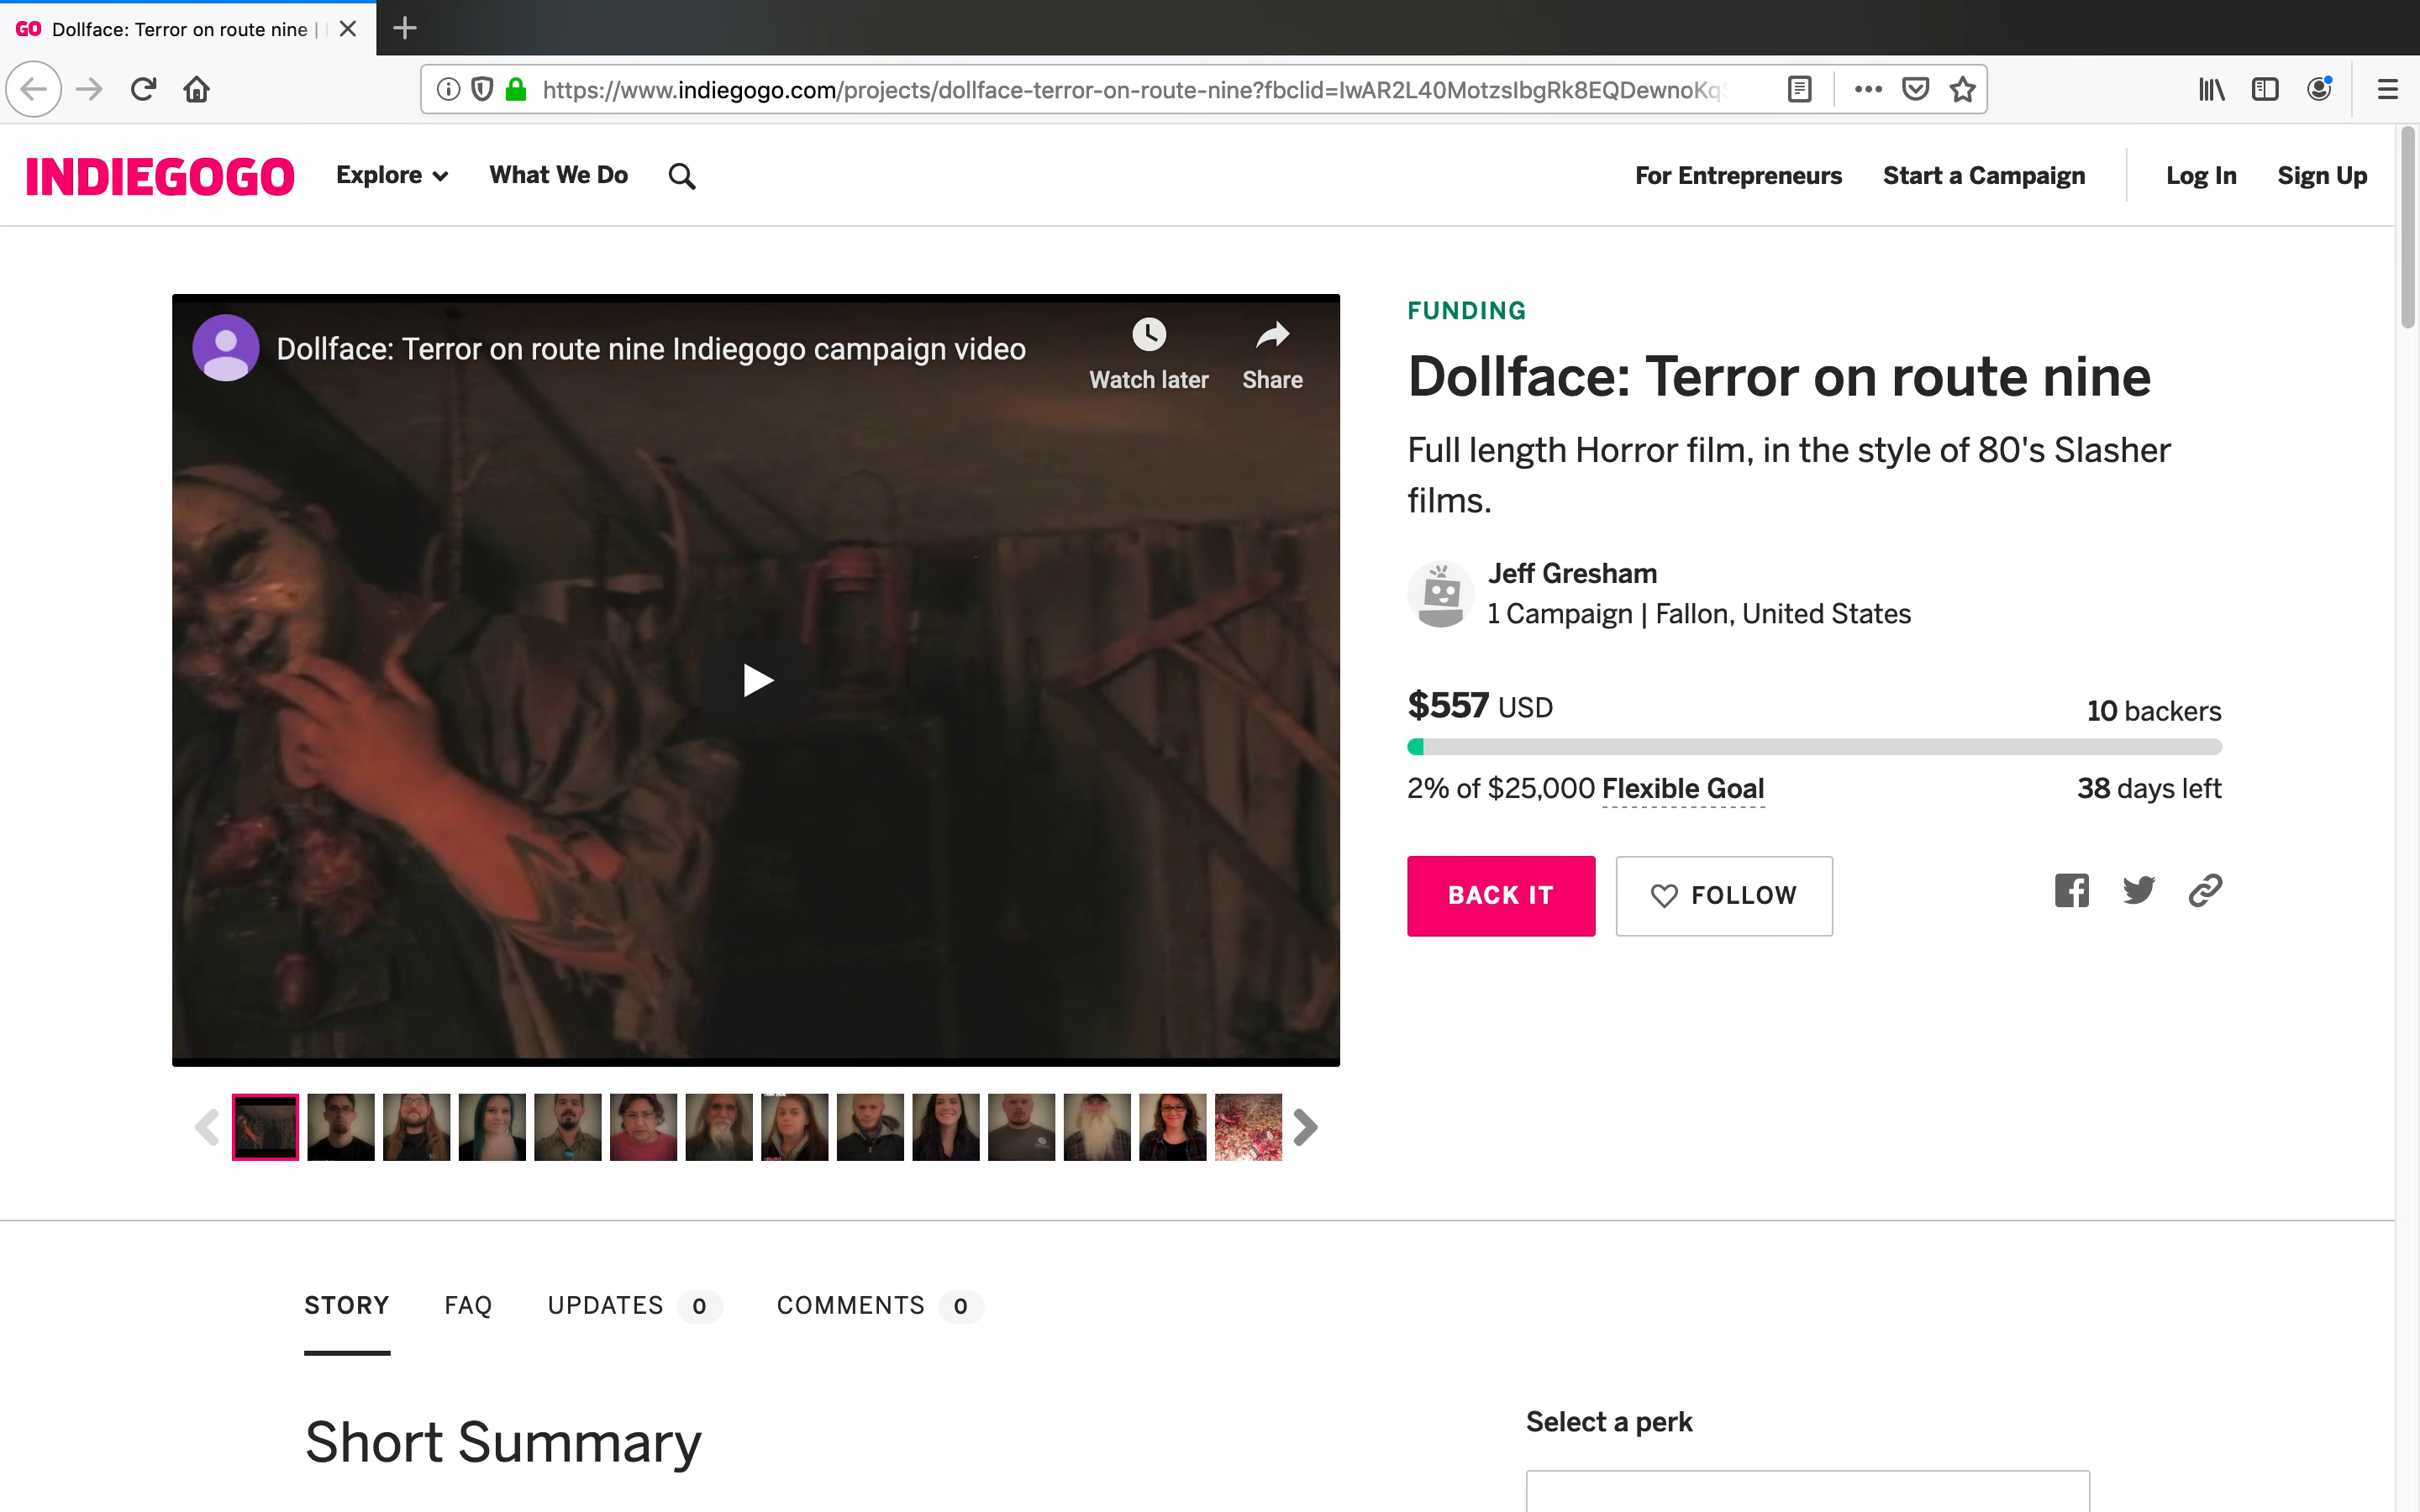 GO Dollface: Terror on route nine |
https://www.indiegogo.com/projects/dollface-terror-on-route-nine?fbclid=IwAR2L40MotzsIbgRk8EQDewnoKq
INDIEGOGO Explore What We Do For Entrepreneurs Start a Campaign Log In Sign Up
Dollface: Terror on route nine Indiegogo campaign video
Watch later Share
FUNDING
Dollface: Terror on route nine
Full length Horror film, in the style of 80's Slasher
films.
Jeff Gresham
1 Campaign | Fallon, United States
$557 USD 10 backers
2% of $25,000 Flexible Goal 38 days left
BACK IT FOLLOW
STORY FAQ UPDATES 0 COMMENTS 0
Short Summary
Select a perk